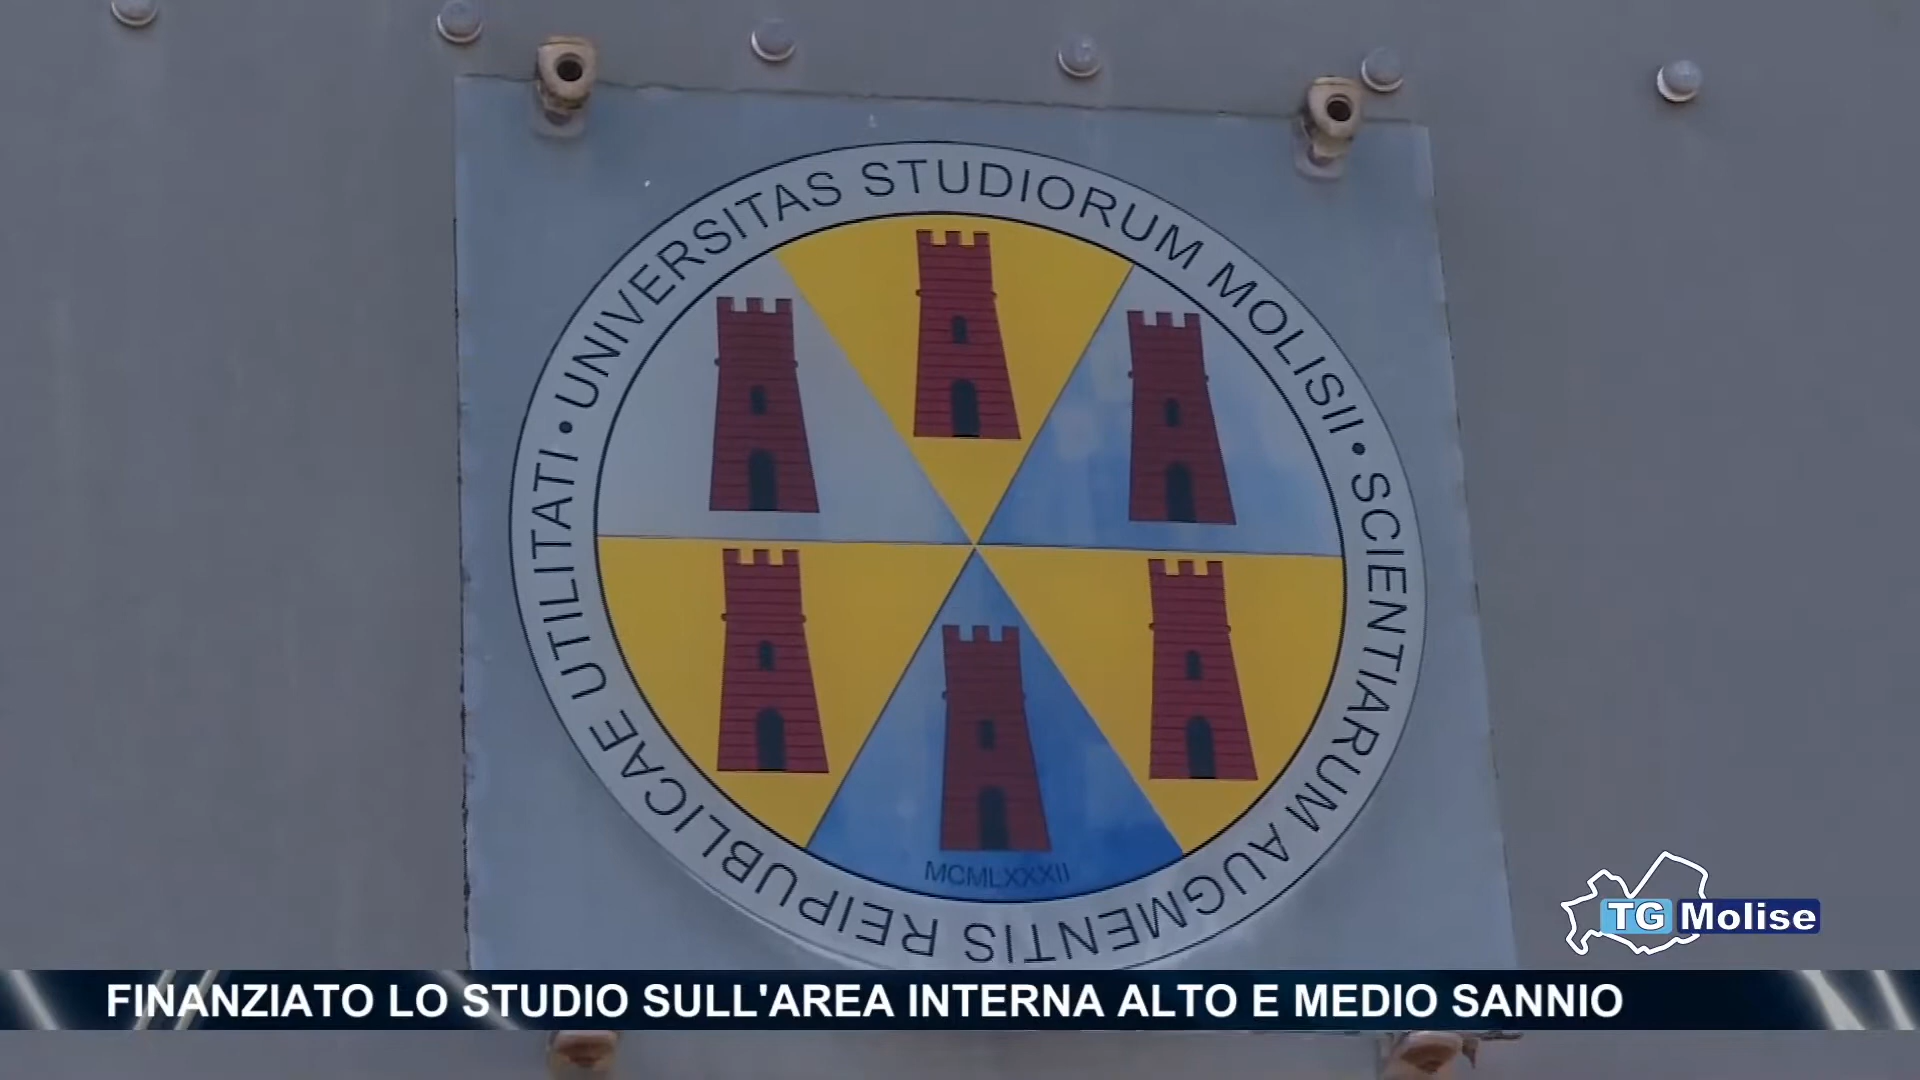 UNIVERSITAS STUDIORUM MOLISII • SCIENTIARUM AUGMENTIS REIPUBLICAE UTILITATI •
MCMLXXXII
TG Molise
FINANZIATO LO STUDIO SULL'AREA INTERNA ALTO E MEDIO SANNIO